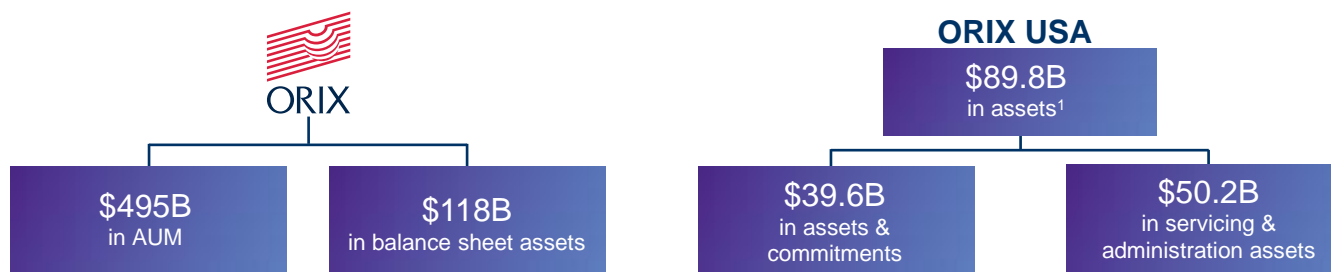 ORIX
$495B
in AUM
$118B
in balance sheet assets
ORIX USA
$89.8B
in assets¹
$39.6B
in assets &
commitments
$50.2B
in servicing &
administration assets